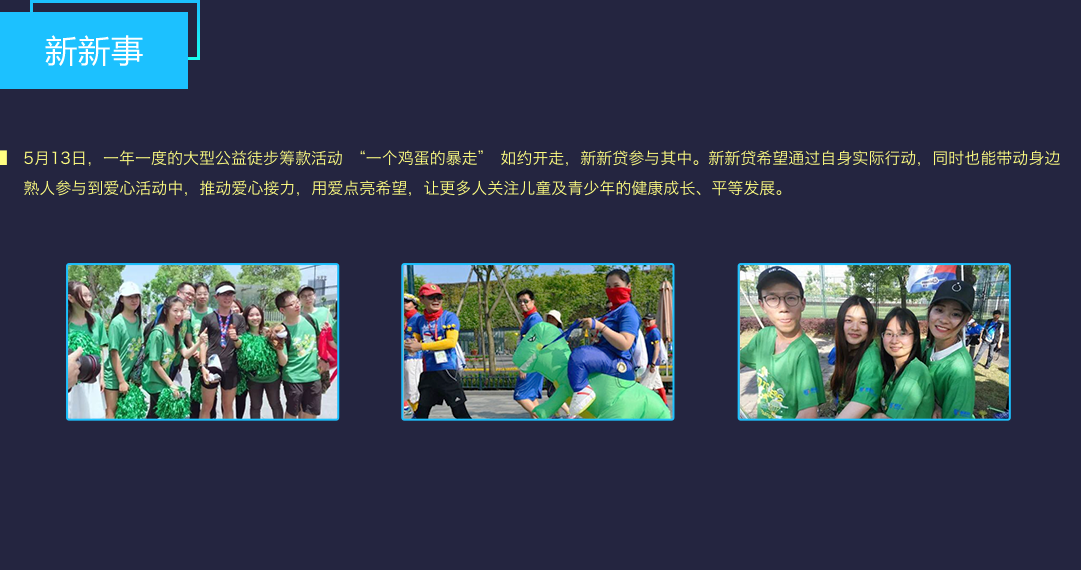 新新事
5月13日，一年一度的大型公益徒步筹款活动 “一个鸡蛋的暴走” 如约开走，新新贷参与其中。新新贷希望通过自身实际行动，同时也能带动身边
熟人参与到爱心活动中，推动爱心接力，用爱点亮希望，让更多人关注儿童及青少年的健康成长、平等发展。